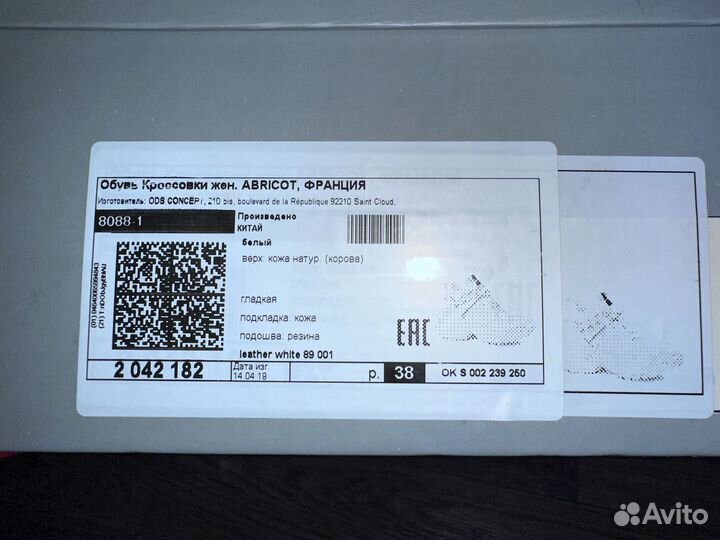 Обувь Кроссовки жен. ABRICOT, ФРАНЦИЯ
Изготовитель: ODS CONCEPT, 210 bis, boulevard de la République 92210 Saint Cloud,
8088-1
Произведено
КИТАЙ
белый
верх: кожа натур. (корова)
гладкая
подкладка: кожа
подошва: резина
leather white 89 001
EAC
2 042 182
Дата изг.
14.04.19
р. 38
OK S 002 239 250
Avito